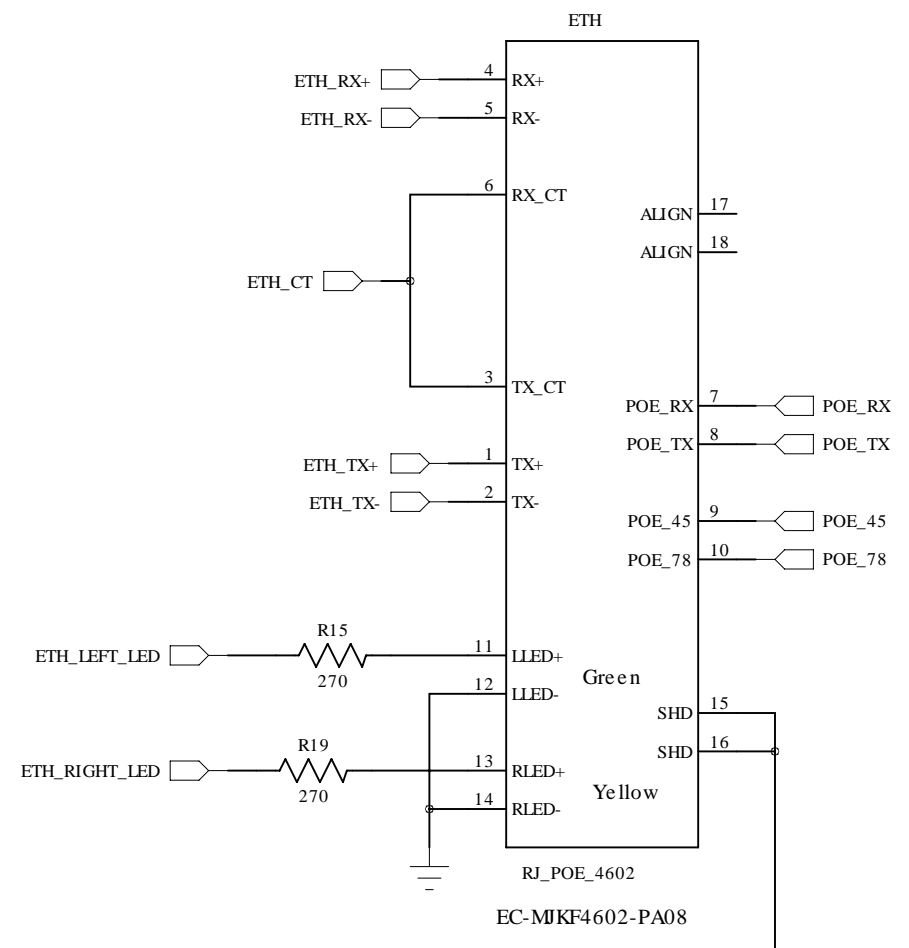 ETH
ETH_RX+ 4 RX+
ETH_RX- 5 RX-
6 RX_CT
ALIGN 17
ALIGN 18
ETH_CT
3 TX_CT
POE_RX 7 POE_RX
POE_TX 8 POE_TX
ETH_TX+ 1 TX+
ETH_TX- 2 TX-
POE_45 9 POE_45
POE_78 10 POE_78
R15
ETH_LEFT_LED 11 LLED+
270
Green
12 LLED-
SHD 15
R19
SHD 16
ETH_RIGHT_LED 13 RLED+
270
Yellow
14 RLED-
RJ_POE_4602
EC-MJKF4602-PA08